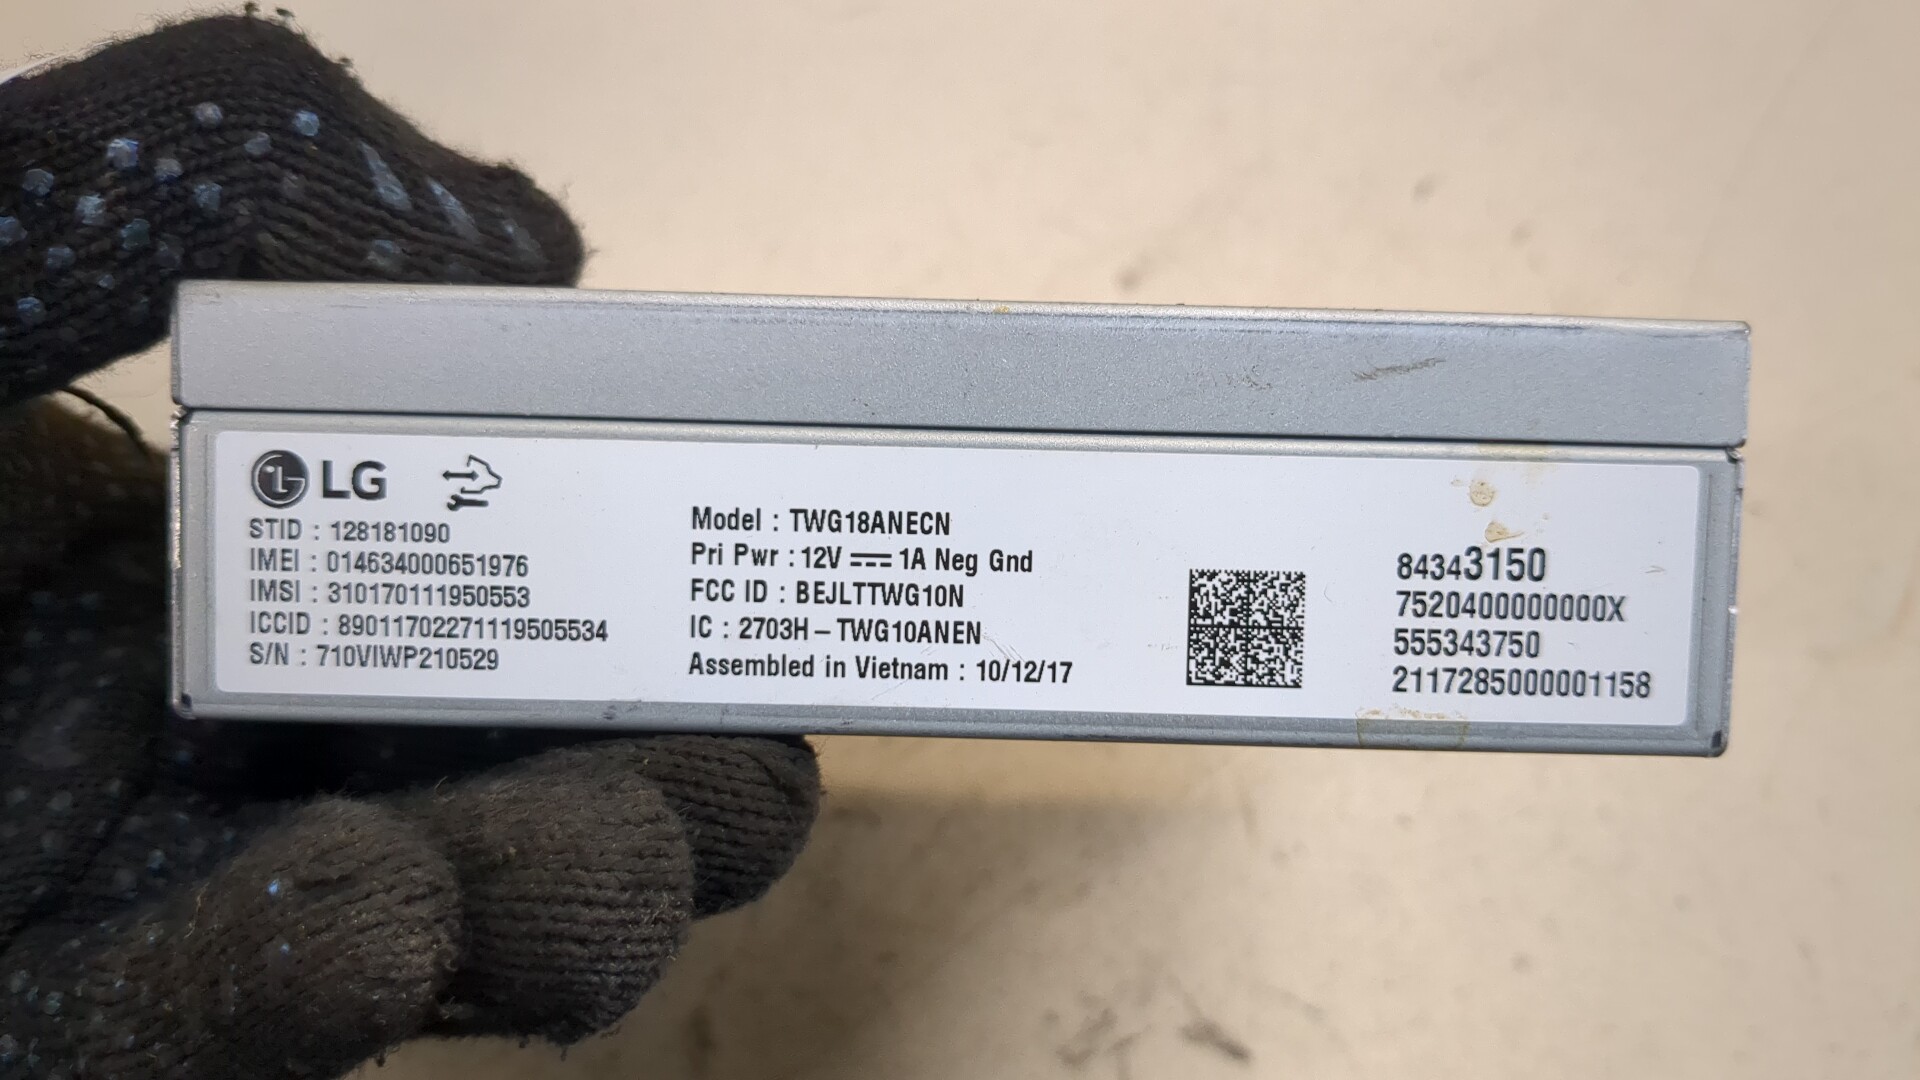 LG
STID : 128181090
IMEI : 014634000651976
IMSI : 310170111950553
ICCID : 89011702271119505534
S/N : 710VIWP210529
Model : TWG18ANECN
Pri Pwr : 12V ⎓ 1A Neg Gnd
FCC ID : BEJLTTWG10N
IC : 2703H-TWG10ANEN
Assembled in Vietnam : 10/12/17
84343150
7520400000000X
555343750
2117285000001158